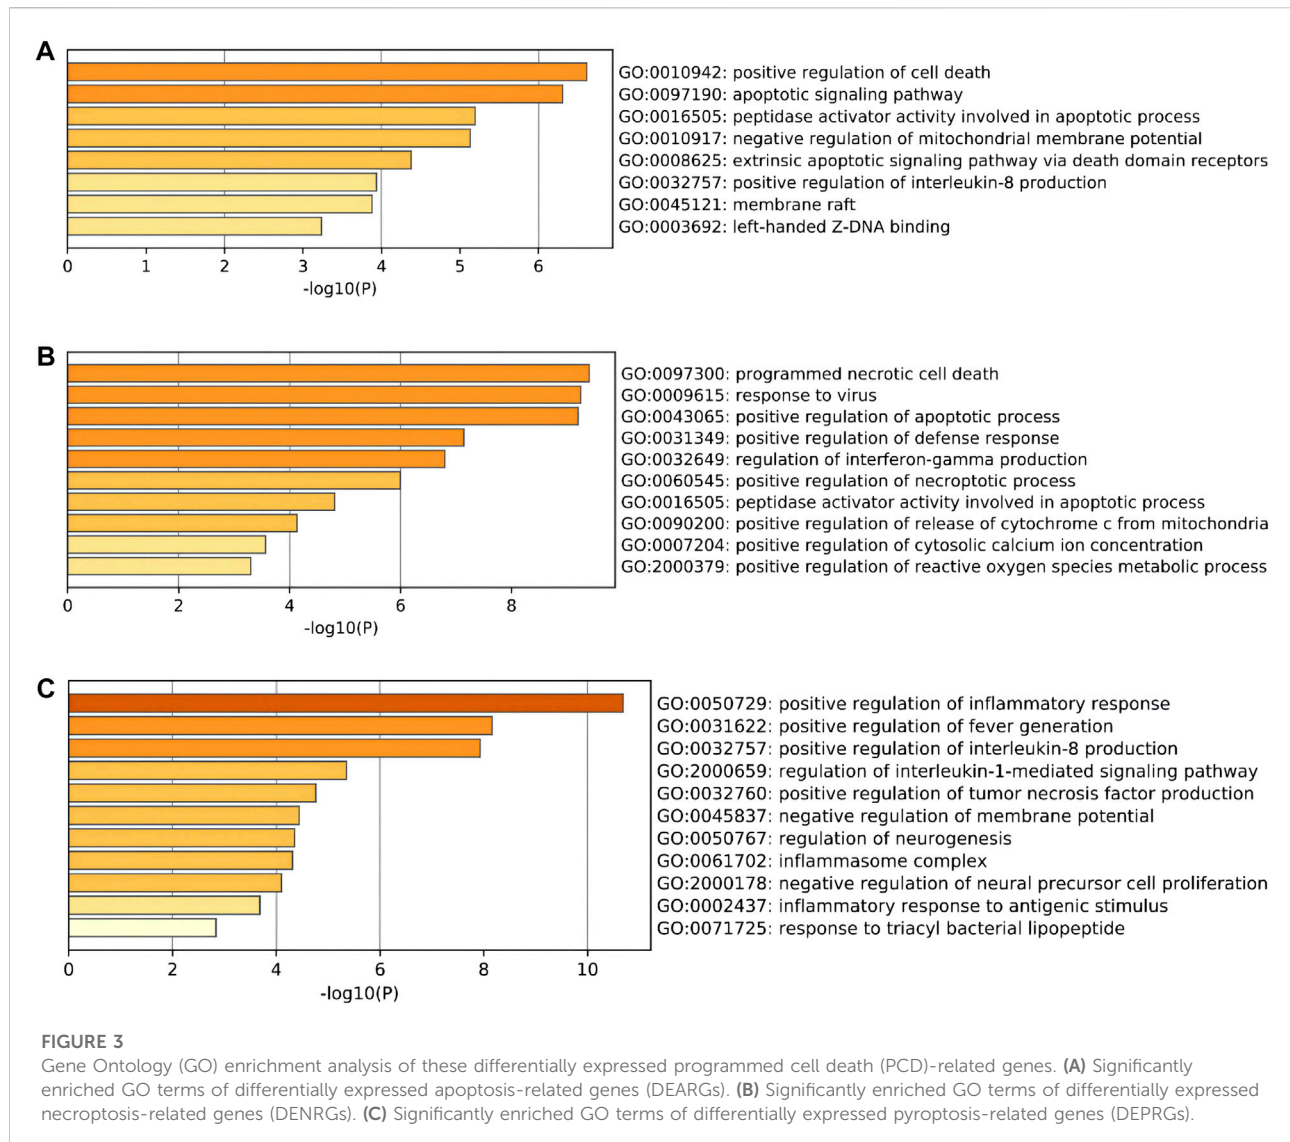 A
GO:0010942: positive regulation of cell death
GO:0097190: apoptotic signaling pathway
GO:0016505: peptidase activator activity involved in apoptotic process
GO:0010917: negative regulation of mitochondrial membrane potential
GO:0008625: extrinsic apoptotic signaling pathway via death domain receptors
GO:0032757: positive regulation of interleukin-8 production
GO:0045121: membrane raft
GO:0003692: left-handed Z-DNA binding
0 1 2 3 4 5 6
-log10(P)
B
GO:0097300: programmed necrotic cell death
GO:0009615: response to virus
GO:0043065: positive regulation of apoptotic process
GO:0031349: positive regulation of defense response
GO:0032649: regulation of interferon-gamma production
GO:0060545: positive regulation of necroptotic process
GO:0016505: peptidase activator activity involved in apoptotic process
GO:0090200: positive regulation of release of cytochrome c from mitochondria
GO:0007204: positive regulation of cytosolic calcium ion concentration
GO:2000379: positive regulation of reactive oxygen species metabolic process
0 2 4 6 8
-log10(P)
C
GO:0050729: positive regulation of inflammatory response
GO:0031622: positive regulation of fever generation
GO:0032757: positive regulation of interleukin-8 production
GO:2000659: regulation of interleukin-1-mediated signaling pathway
GO:0032760: positive regulation of tumor necrosis factor production
GO:0045837: negative regulation of membrane potential
GO:0050767: regulation of neurogenesis
GO:0061702: inflammasome complex
GO:2000178: negative regulation of neural precursor cell proliferation
GO:0002437: inflammatory response to antigenic stimulus
GO:0071725: response to triacyl bacterial lipopeptide
0 2 4 6 8 10
-log10(P)
FIGURE 3
Gene Ontology (GO) enrichment analysis of these differentially expressed programmed cell death (PCD)-related genes. (A) Significantly
enriched GO terms of differentially expressed apoptosis-related genes (DEARGs). (B) Significantly enriched GO terms of differentially expressed
necroptosis-related genes (DENRGs). (C) Significantly enriched GO terms of differentially expressed pyroptosis-related genes (DEPRGs).